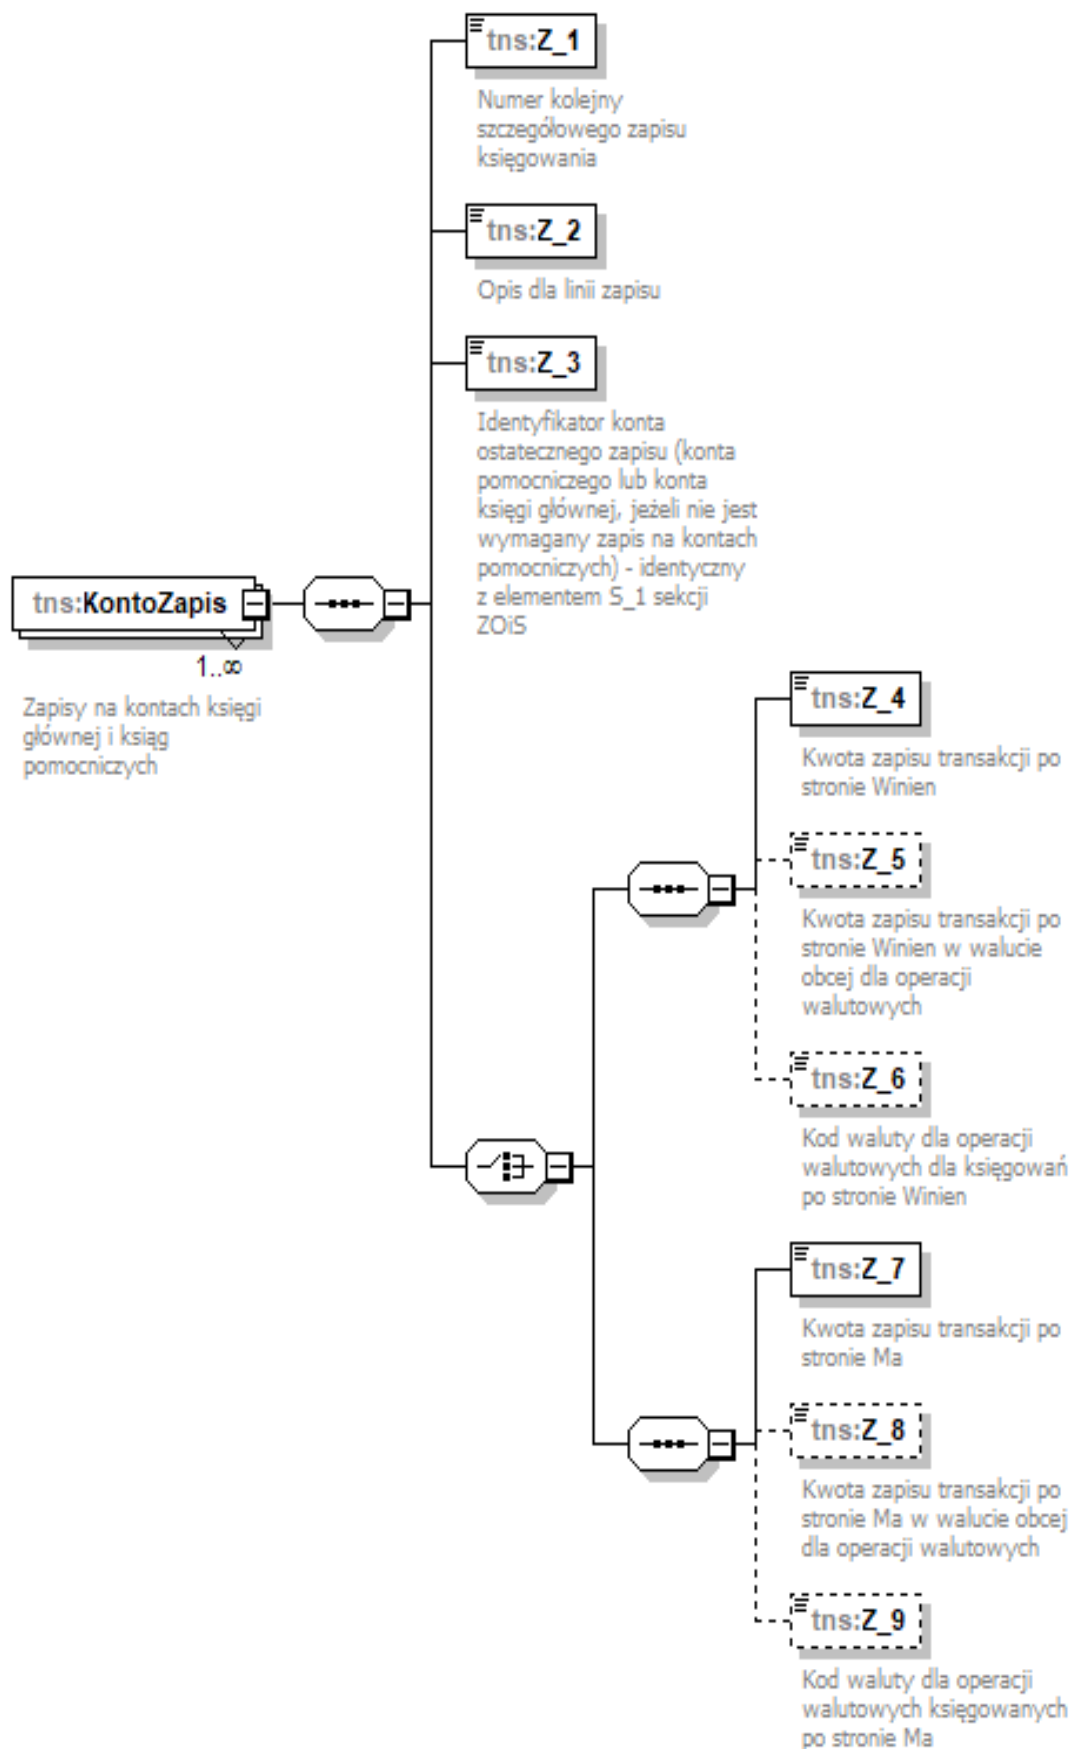 tns:Z_1
Numer kolejny
szczegółowego zapisu
księgowania
tns:Z_2
Opis dla linii zapisu
tns:Z_3
Identyfikator konta
ostatecznego zapisu (konta
pomocniczego lub konta
księgi głównej, jeżeli nie jest
wymagany zapis na kontach
pomocniczych) - identyczny
z elementem S_1 sekcji
ZOiS
tns:KontoZapis
1..∞
Zapisy na kontach księgi
głównej i ksiąg
pomocniczych
tns:Z_4
Kwota zapisu transakcji po
stronie Winien
tns:Z_5
Kwota zapisu transakcji po
stronie Winien w walucie
obcej dla operacji
walutowych
tns:Z_6
Kod waluty dla operacji
walutowych dla księgowań
po stronie Winien
tns:Z_7
Kwota zapisu transakcji po
stronie Ma
tns:Z_8
Kwota zapisu transakcji po
stronie Ma w walucie obcej
dla operacji walutowych
tns:Z_9
Kod waluty dla operacji
walutowych księgowanych
po stronie Ma